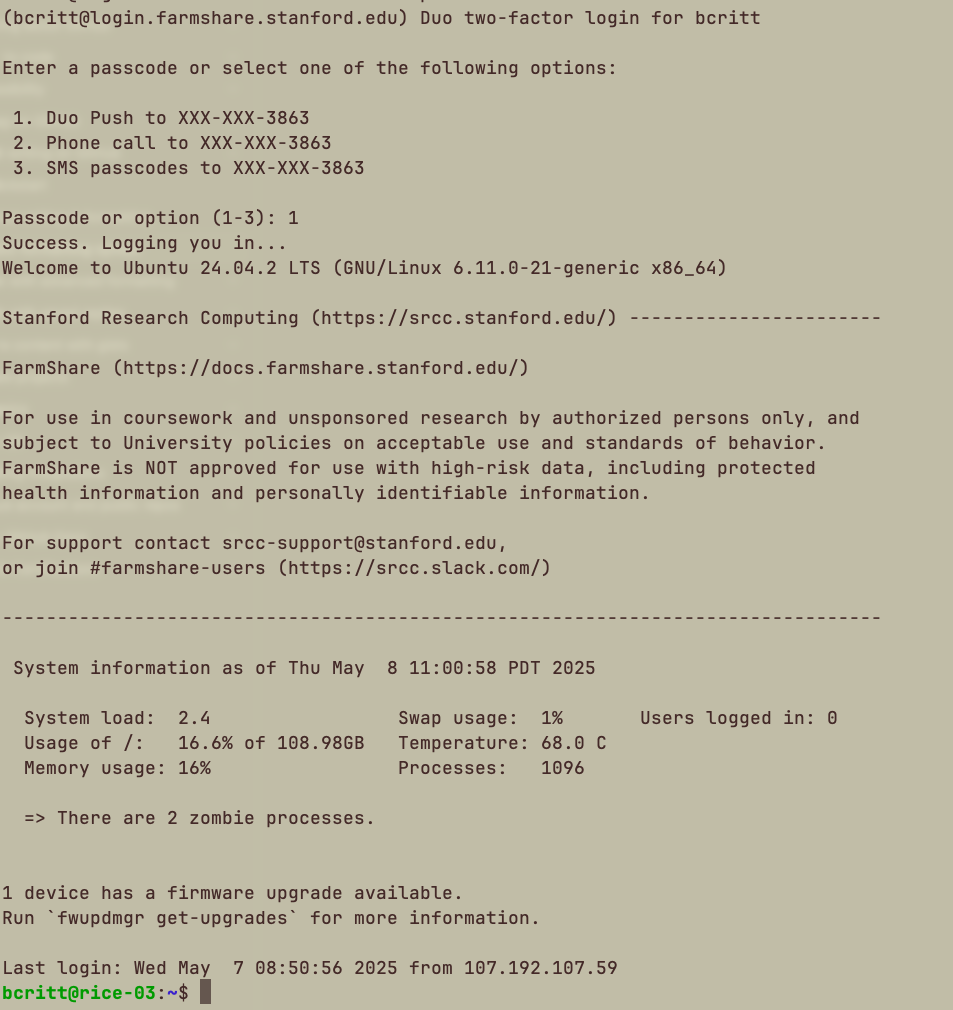 (bcritt@login.farmshare.stanford.edu) Duo two-factor login for bcritt
Enter a passcode or select one of the following options:
1. Duo Push to XXX-XXX-3863
2. Phone call to XXX-XXX-3863
3. SMS passcodes to XXX-XXX-3863
Passcode or option (1-3): 1
Success. Logging you in...
Welcome to Ubuntu 24.04.2 LTS (GNU/Linux 6.11.0-21-generic x86_64)
Stanford Research Computing (https://srcc.stanford.edu/) -----------------------
FarmShare (https://docs.farmshare.stanford.edu/)
For use in coursework and unsponsored research by authorized persons only, and
subject to University policies on acceptable use and standards of behavior.
FarmShare is NOT approved for use with high-risk data, including protected
health information and personally identifiable information.
For support contact srcc-support@stanford.edu,
or join #farmshare-users (https://srcc.slack.com/)
--------------------------------------------------------------------------------
System information as of Thu May  8 11:00:58 PDT 2025
System load:  2.4                 Swap usage:  1%       Users logged in: 0
Usage of /:   16.6% of 108.98GB   Temperature: 68.0 C
Memory usage: 16%                 Processes:   1096
=> There are 2 zombie processes.
1 device has a firmware upgrade available.
Run `fwupdmgr get-upgrades` for more information.
Last login: Wed May  7 08:50:56 2025 from 107.192.107.59
bcritt@rice-03:~$